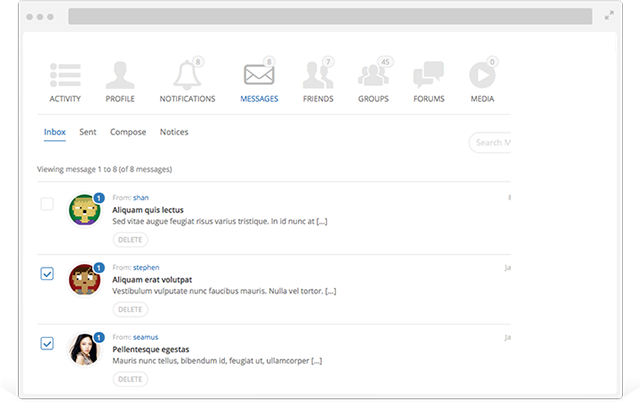 8 8 7 45 0
ACTIVITY PROFILE NOTIFICATIONS MESSAGES FRIENDS GROUPS FORUMS MEDIA
Inbox Sent Compose Notices
Search M
Viewing message 1 to 8 (of 8 messages)
1 From: shan
Aliquam quis lectus
Sed vitae augue feugiat risus varius tristique. In id nunc at [...]
DELETE
1 From: stephen Ja
Aliquam erat volutpat
Vestibulum vulputate nunc faucibus mauris. Nulla vel tortor. [...]
DELETE
1 From: seamus Ja
Pellentesque egestas
Mauris nunc tellus, bibendum id, feugiat ut, ullamcorper [...]
DELETE